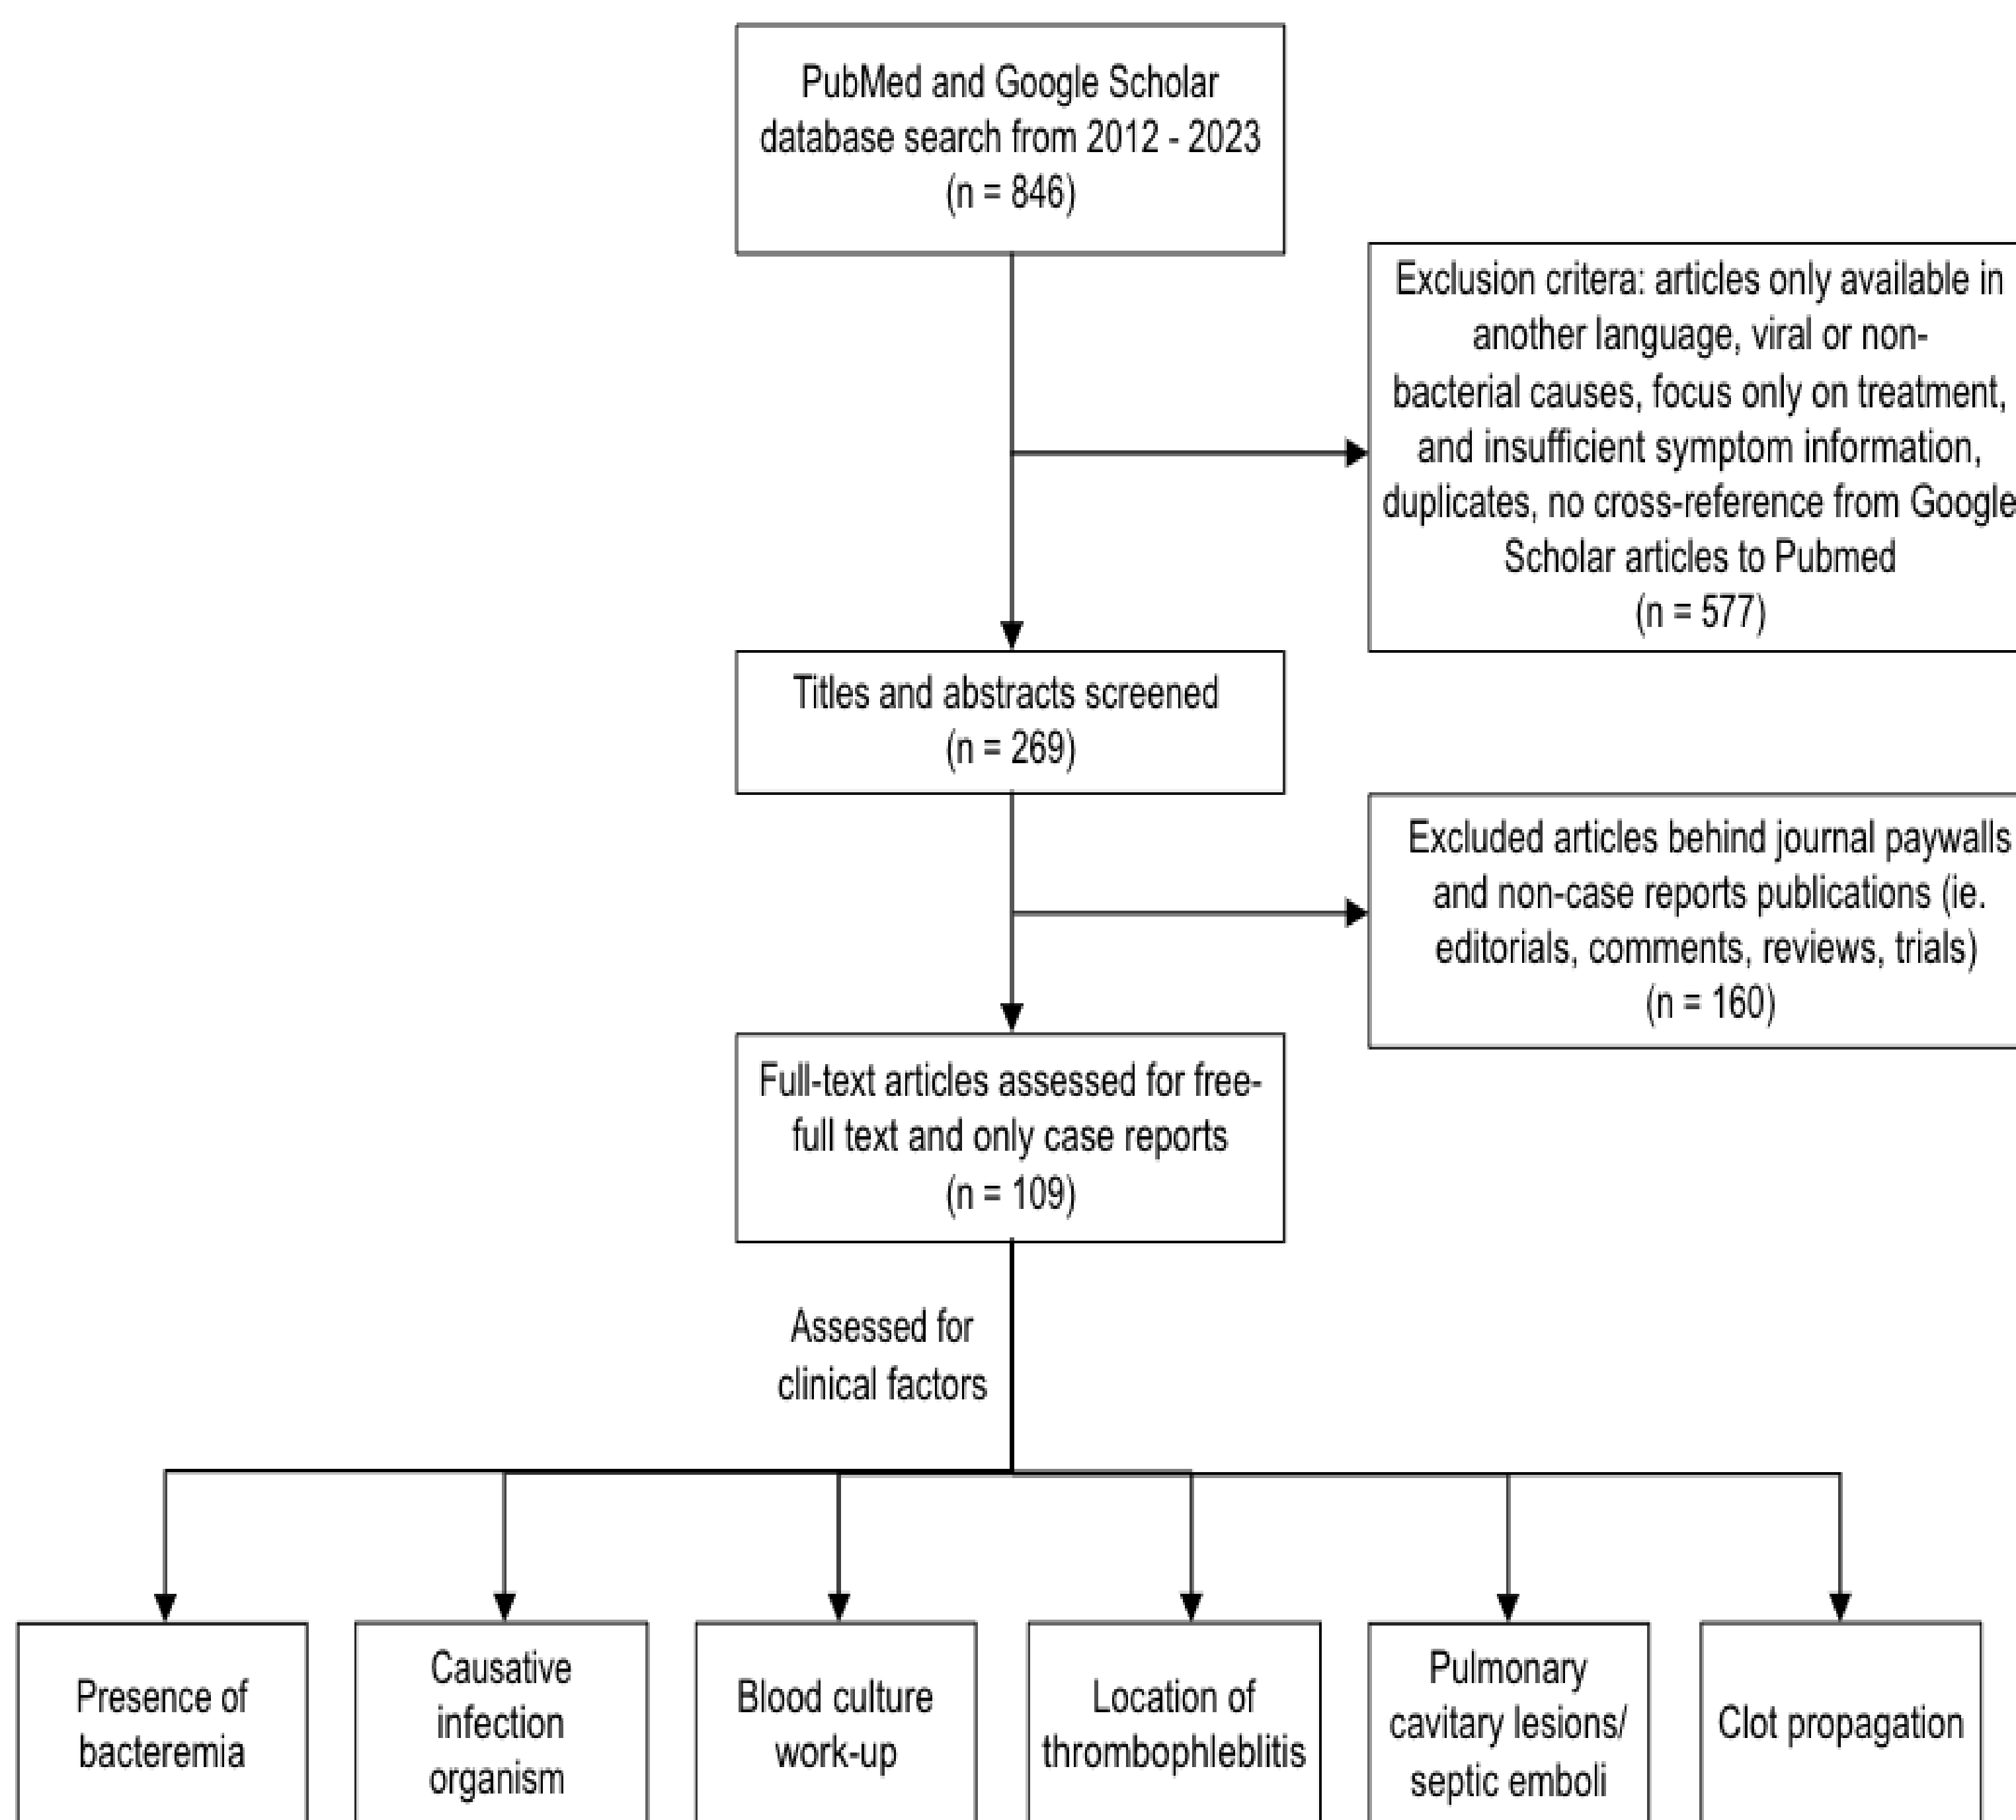 PubMed and Google Scholar
database search from 2012 - 2023
(n = 846)
Exclusion critera: articles only available in
another language, viral or non-
bacterial causes, focus only on treatment,
and insufficient symptom information,
duplicates, no cross-reference from Google
Scholar articles to Pubmed
(n = 577)
Titles and abstracts screened
(n = 269)
Excluded articles behind journal paywalls
and non-case reports publications (ie.
editorials, comments, reviews, trials)
(n = 160)
Full-text articles assessed for free-
full text and only case reports
(n = 109)
Assessed for
clinical factors
Presence of
bacteremia
Causative
infection
organism
Blood culture
work-up
Location of
thrombophleblitis
Pulmonary
cavitary lesions/
septic emboli
Clot propagation